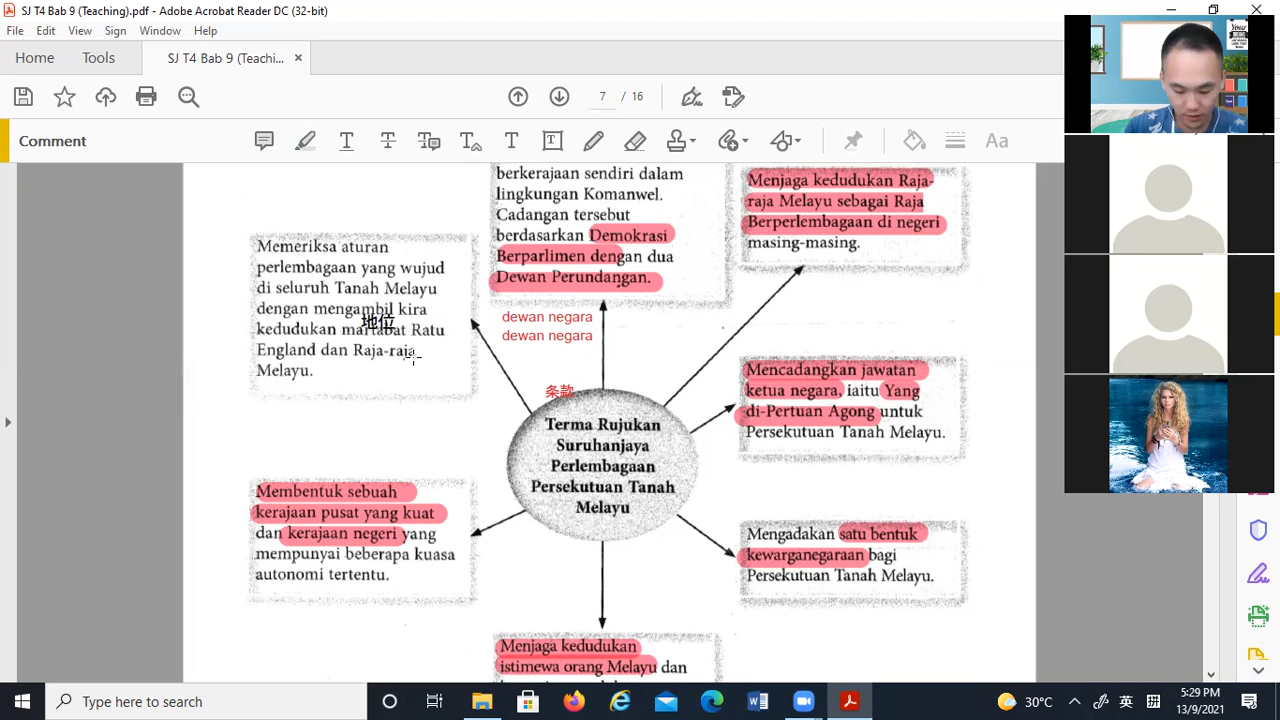 SJ T4 Bab 9 (Teaching).pdf - Adobe Acrobat Reader DC (32-bit)
File Edit View Sign Window Help
Home Tools SJ T4 Bab 9 (Teachi...
7 / 16
Comment
berkerajaan sendiri dalam
lingkungan Komanwel.
Cadangan tersebut
berdasarkan Demokrasi
Berparlimen dengan dua
Dewan Perundangan.
Menjaga kedudukan Raja-
raja Melayu sebagai Raja
Berperlembagaan di negeri
masing-masing.
Memeriksa aturan
perlembagaan yang wujud
di seluruh Tanah Melayu
dengan mengambil kira
地位
kedudukan martabat Ratu
England dan Raja-raja
Melayu.
dewan negara
dewan negara
条款
Terma Rujukan
Suruhanjaya
Perlembagaan
Persekutuan Tanah
Melayu
Mencadangkan jawatan
ketua negara, iaitu Yang
di-Pertuan Agong untuk
Persekutuan Tanah Melayu.
Membentuk sebuah
kerajaan pusat yang kuat
dan kerajaan negeri yang
mempunyai beberapa kuasa
autonomi tertentu.
Mengadakan satu bentuk
kewarganegaraan bagi
Persekutuan Tanah Melayu.
Menjaga kedudukan
istimewa orang Melayu dan
Type here to search
30°C
英
拼
5:29 PM
13/9/2021